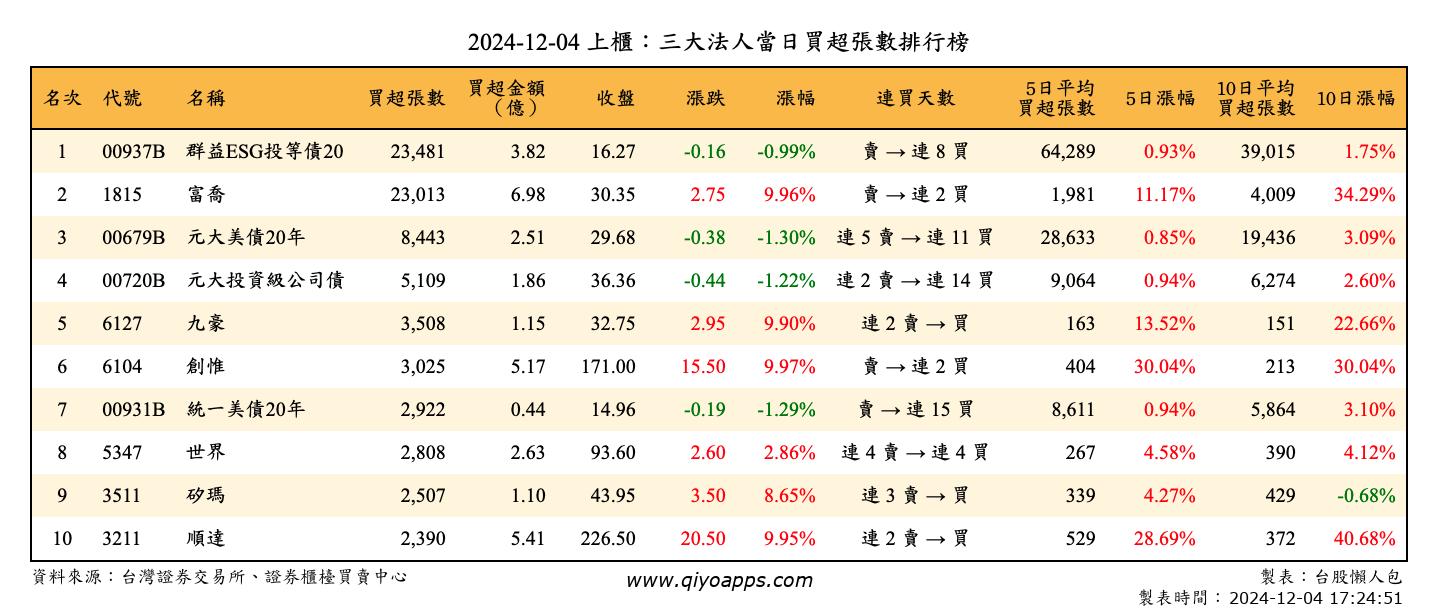 2024-12-04 上櫃：三大法人當日買超張數排行榜
名次 代號 名稱 買超張數 買超金額（億） 收盤 漲跌 漲幅 連買天數 5日平均買超張數 5日漲幅 10日平均買超張數 10日漲幅
1 00937B 群益ESG投等債20 23,481 3.82 16.27 -0.16 -0.99% 賣 → 連 8 買 64,289 0.93% 39,015 1.75%
2 1815 富喬 23,013 6.98 30.35 2.75 9.96% 賣 → 連 2 買 1,981 11.17% 4,009 34.29%
3 00679B 元大美債20年 8,443 2.51 29.68 -0.38 -1.30% 連 5 賣 → 連 11 買 28,633 0.85% 19,436 3.09%
4 00720B 元大投資級公司債 5,109 1.86 36.36 -0.44 -1.22% 連 2 賣 → 連 14 買 9,064 0.94% 6,274 2.60%
5 6127 九豪 3,508 1.15 32.75 2.95 9.90% 連 2 賣 → 買 163 13.52% 151 22.66%
6 6104 創惟 3,025 5.17 171.00 15.50 9.97% 賣 → 連 2 買 404 30.04% 213 30.04%
7 00931B 統一美債20年 2,922 0.44 14.96 -0.19 -1.29% 賣 → 連 15 買 8,611 0.94% 5,864 3.10%
8 5347 世界 2,808 2.63 93.60 2.60 2.86% 連 4 賣 → 連 4 買 267 4.58% 390 4.12%
9 3511 矽瑪 2,507 1.10 43.95 3.50 8.65% 連 3 賣 → 買 339 4.27% 429 -0.68%
10 3211 順達 2,390 5.41 226.50 20.50 9.95% 連 2 賣 → 買 529 28.69% 372 40.68%
資料來源：台灣證券交易所、證券櫃檯買賣中心 www.qiyoapps.com 製表：台股懶人包
製表時間：2024-12-04 17:24:51